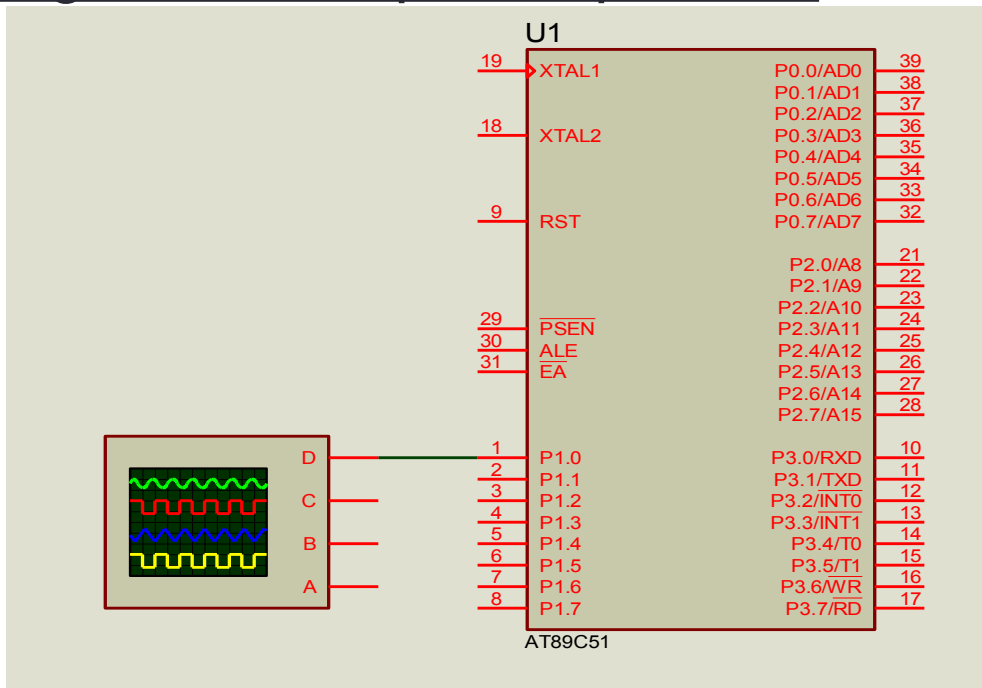 U1
19 XTAL1 P0.0/AD0 39
P0.1/AD1 38
P0.2/AD2 37
18 XTAL2 P0.3/AD3 36
P0.4/AD4 35
P0.5/AD5 34
P0.6/AD6 33
9 RST P0.7/AD7 32
P2.0/A8 21
P2.1/A9 22
P2.2/A10 23
29 PSEN P2.3/A11 24
30 ALE P2.4/A12 25
31 EA P2.5/A13 26
P2.6/A14 27
P2.7/A15 28
D 1 P1.0 P3.0/RXD 10
2 P1.1 P3.1/TXD 11
C 3 P1.2 P3.2/INT0 12
4 P1.3 P3.3/INT1 13
B 5 P1.4 P3.4/T0 14
6 P1.5 P3.5/T1 15
A 7 P1.6 P3.6/WR 16
8 P1.7 P3.7/RD 17
AT89C51